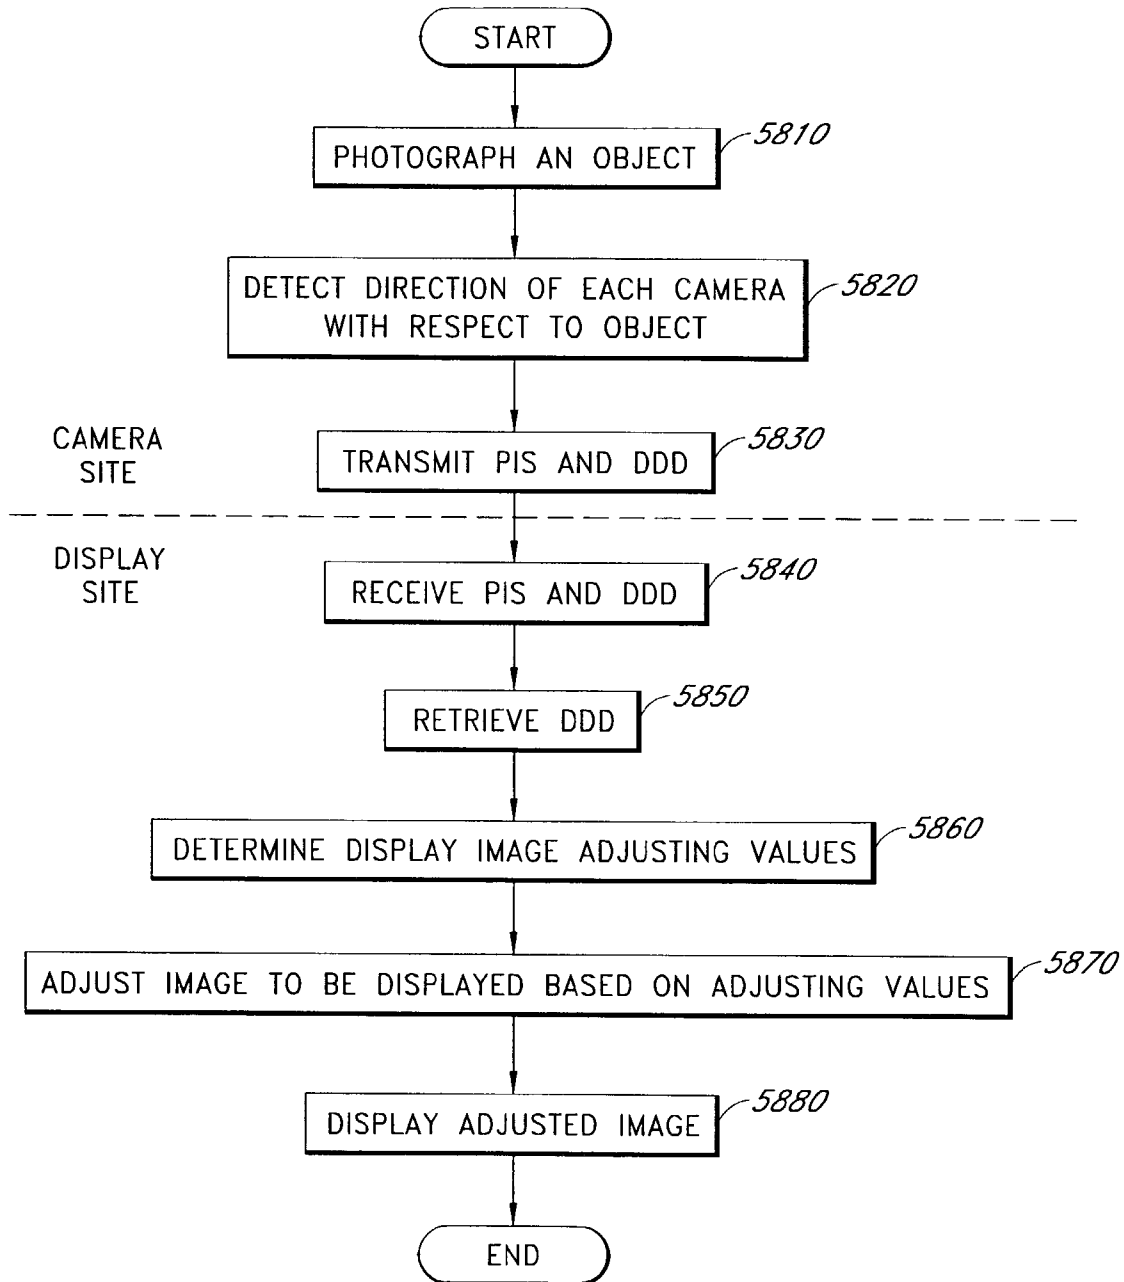 START
PHOTOGRAPH AN OBJECT
5810
DETECT DIRECTION OF EACH CAMERA
WITH RESPECT TO OBJECT
5820
CAMERA
SITE
TRANSMIT PIS AND DDD
5830
DISPLAY
SITE
RECEIVE PIS AND DDD
5840
RETRIEVE DDD
5850
DETERMINE DISPLAY IMAGE ADJUSTING VALUES
5860
ADJUST IMAGE TO BE DISPLAYED BASED ON ADJUSTING VALUES
5870
DISPLAY ADJUSTED IMAGE
5880
END